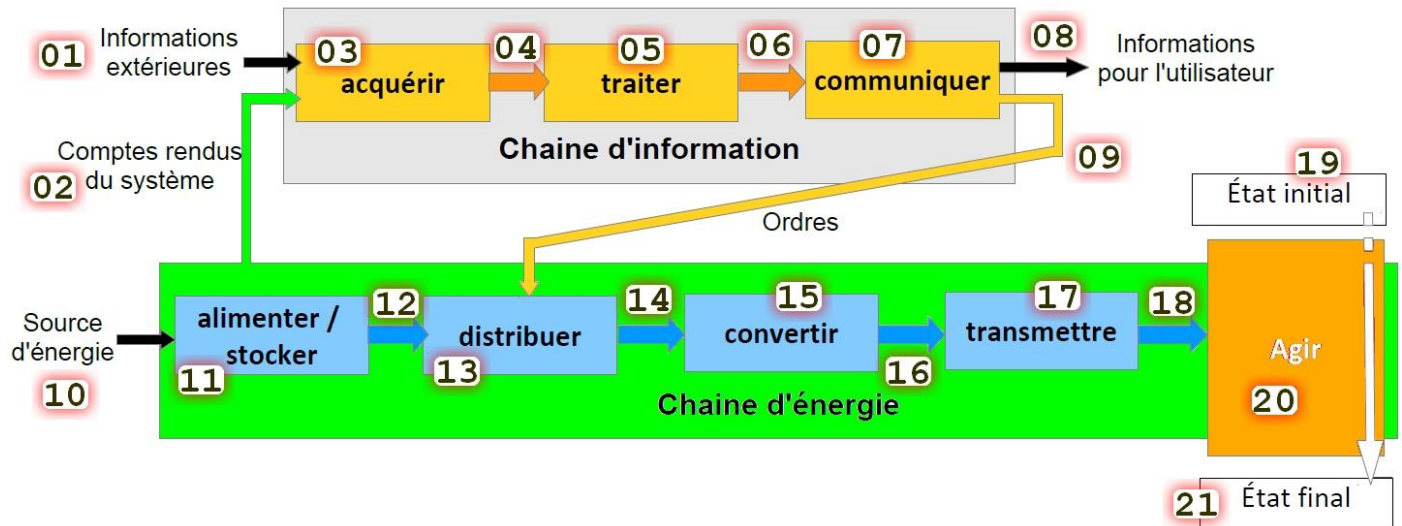 01
Informations
extérieures
03
acquérir
04
05
traiter
06
07
communiquer
08
Informations
pour l'utilisateur
Chaine d'information
Comptes rendus
du système
02
09
Ordres
19
État initial
Source
d'énergie
10
alimenter /
stocker
11
12
distribuer
13
14
15
convertir
16
17
transmettre
18
Agir
20
Chaine d'énergie
21
État final